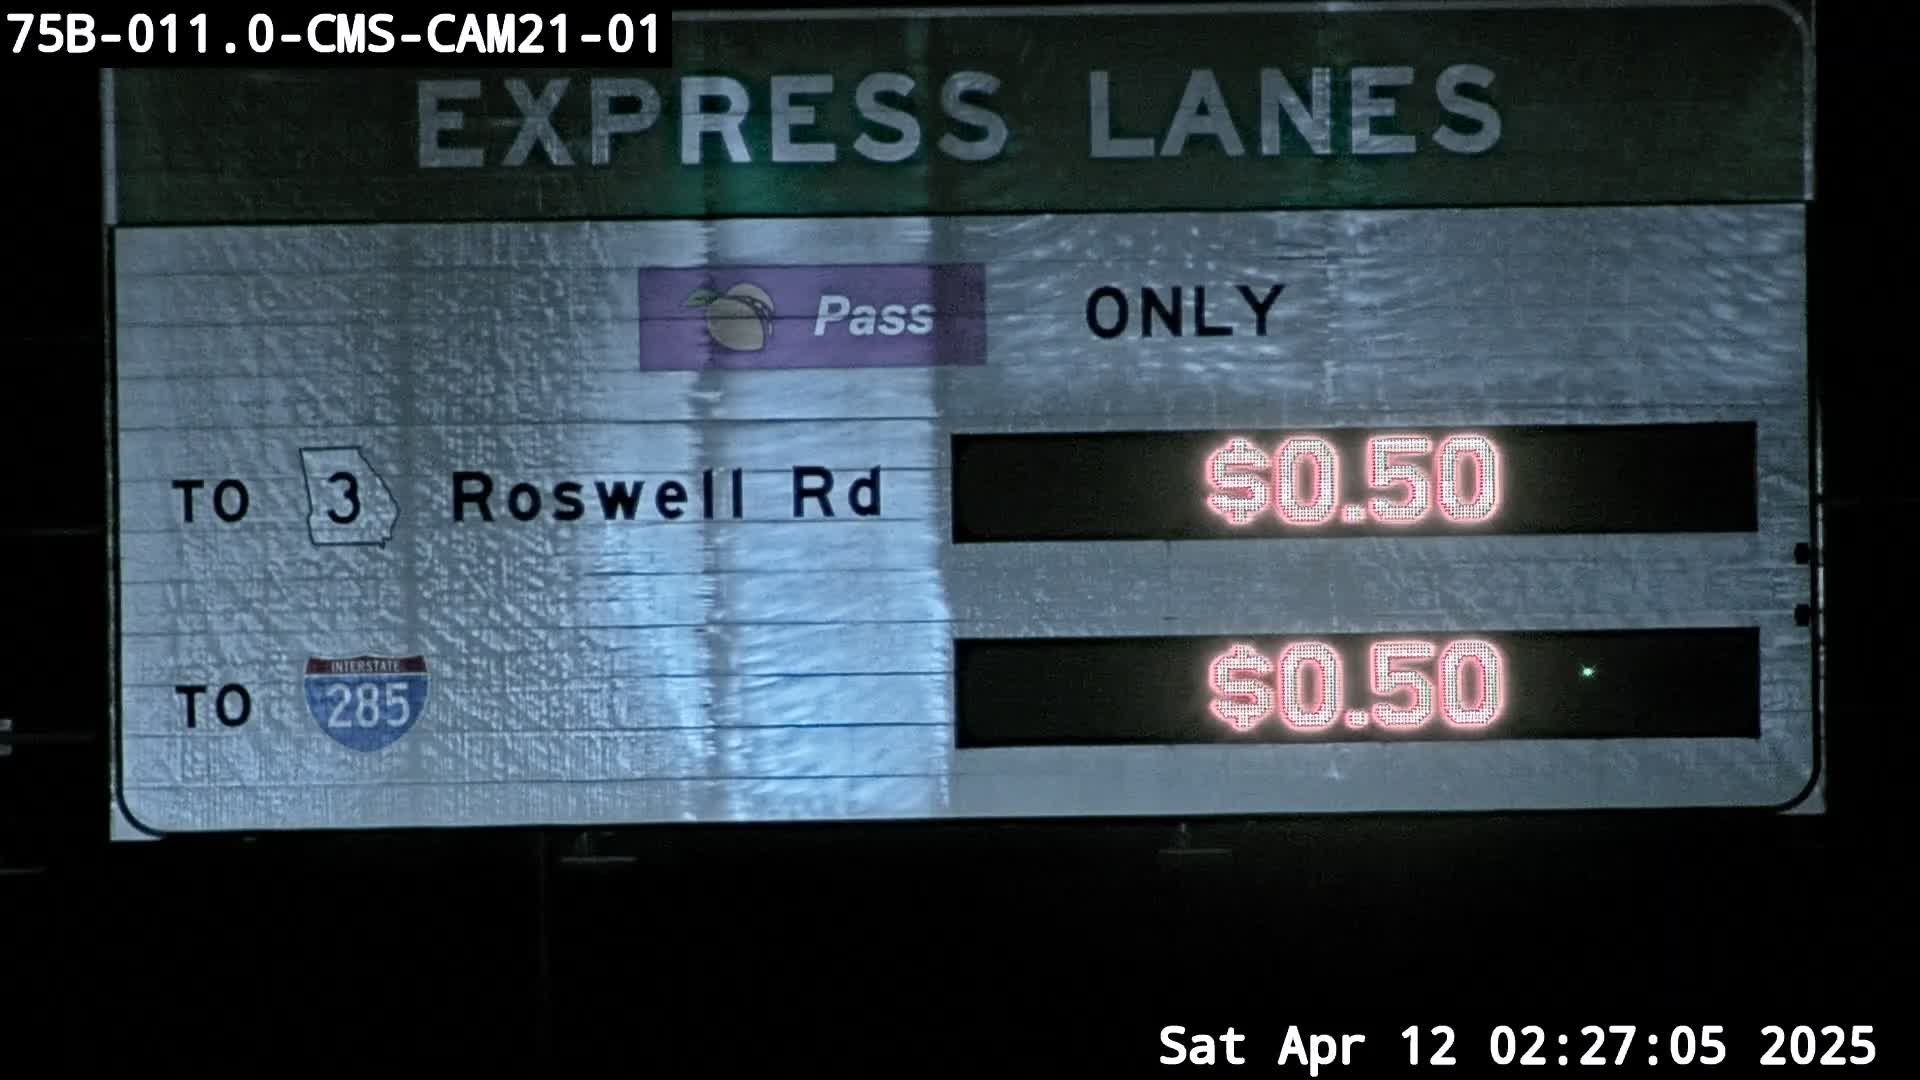 75B-011.0-CMS-CAM21-01
EXPRESS LANES
Pass ONLY
TO 3 Roswell Rd $0.50
TO INTERSTATE 285 $0.50
Sat Apr 12 02:27:05 2025